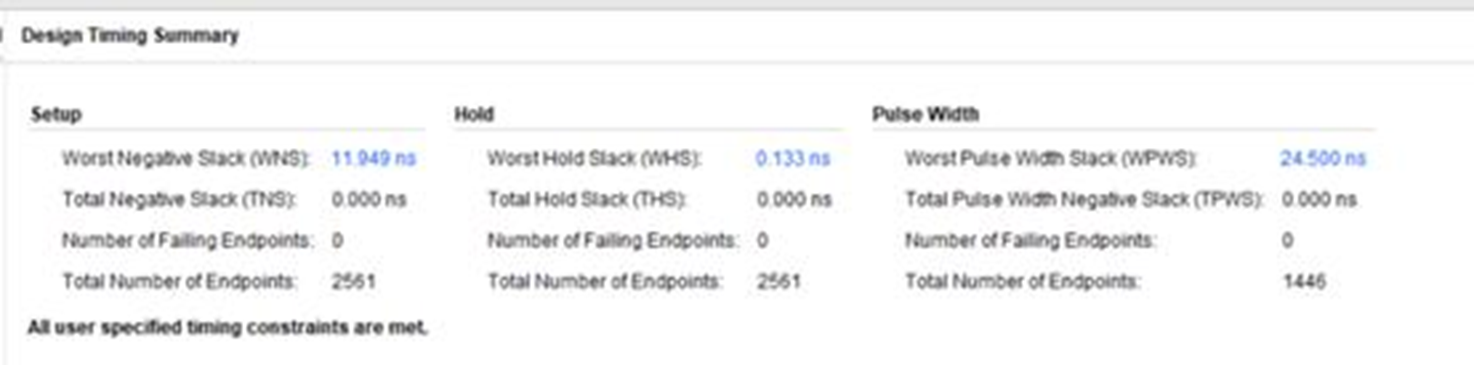 Design Timing Summary
Setup Hold Pulse Width
Worst Negative Slack (WNS): 11.949 ns Worst Hold Slack (WHS): 0.133 ns Worst Pulse Width Slack (WPWS): 24.500 ns
Total Negative Slack (TNS): 0.000 ns Total Hold Slack (THS): 0.000 ns Total Pulse Width Negative Slack (TPWS): 0.000 ns
Number of Failing Endpoints: 0 Number of Failing Endpoints: 0 Number of Failing Endpoints: 0
Total Number of Endpoints: 2561 Total Number of Endpoints: 2561 Total Number of Endpoints: 1446
All user specified timing constraints are met.